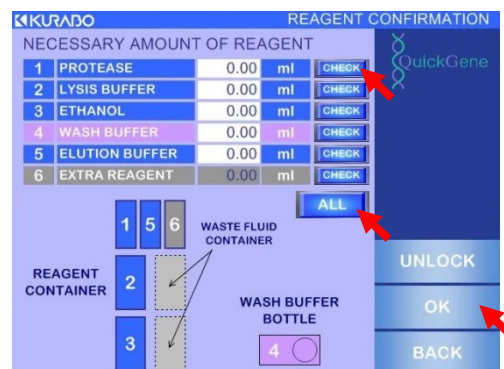 KURABO REAGENT CONFIRMATION
NECESSARY AMOUNT OF REAGENT
QuickGene
1 PROTEASE 0.00 ml CHECK
2 LYSIS BUFFER 0.00 ml CHECK
3 ETHANOL 0.00 ml CHECK
4 WASH BUFFER 0.00 ml CHECK
5 ELUTION BUFFER 0.00 ml CHECK
6 EXTRA REAGENT 0.00 ml CHECK
ALL
1 5 6
WASTE FLUID
CONTAINER
REAGENT
CONTAINER
2
WASH BUFFER
BOTTLE
3
4
UNLOCK
OK
BACK